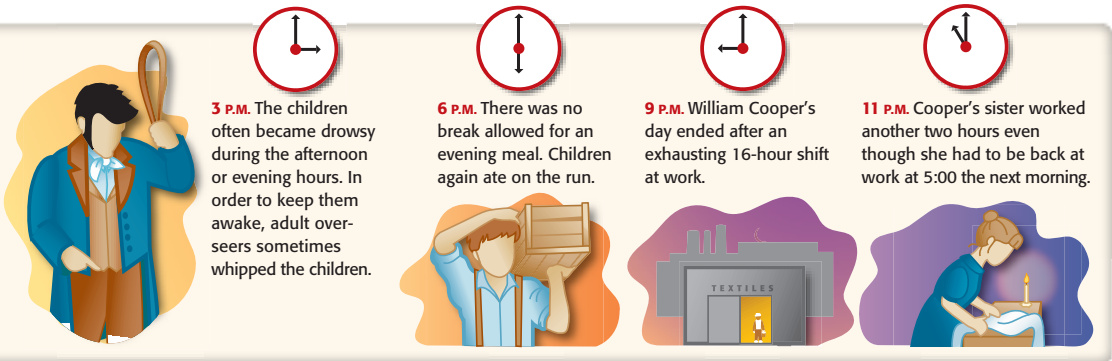 3 P.M. The children
often became drowsy
during the afternoon
or evening hours. In
order to keep them
awake, adult over-
seers sometimes
whipped the children.
6 P.M. There was no
break allowed for an
evening meal. Children
again ate on the run.
9 P.M. William Cooper's
day ended after an
exhausting 16-hour shift
at work.
TEXTILES
11 P.M. Cooper's sister worked
another two hours even
though she had to be back at
work at 5:00 the next morning.